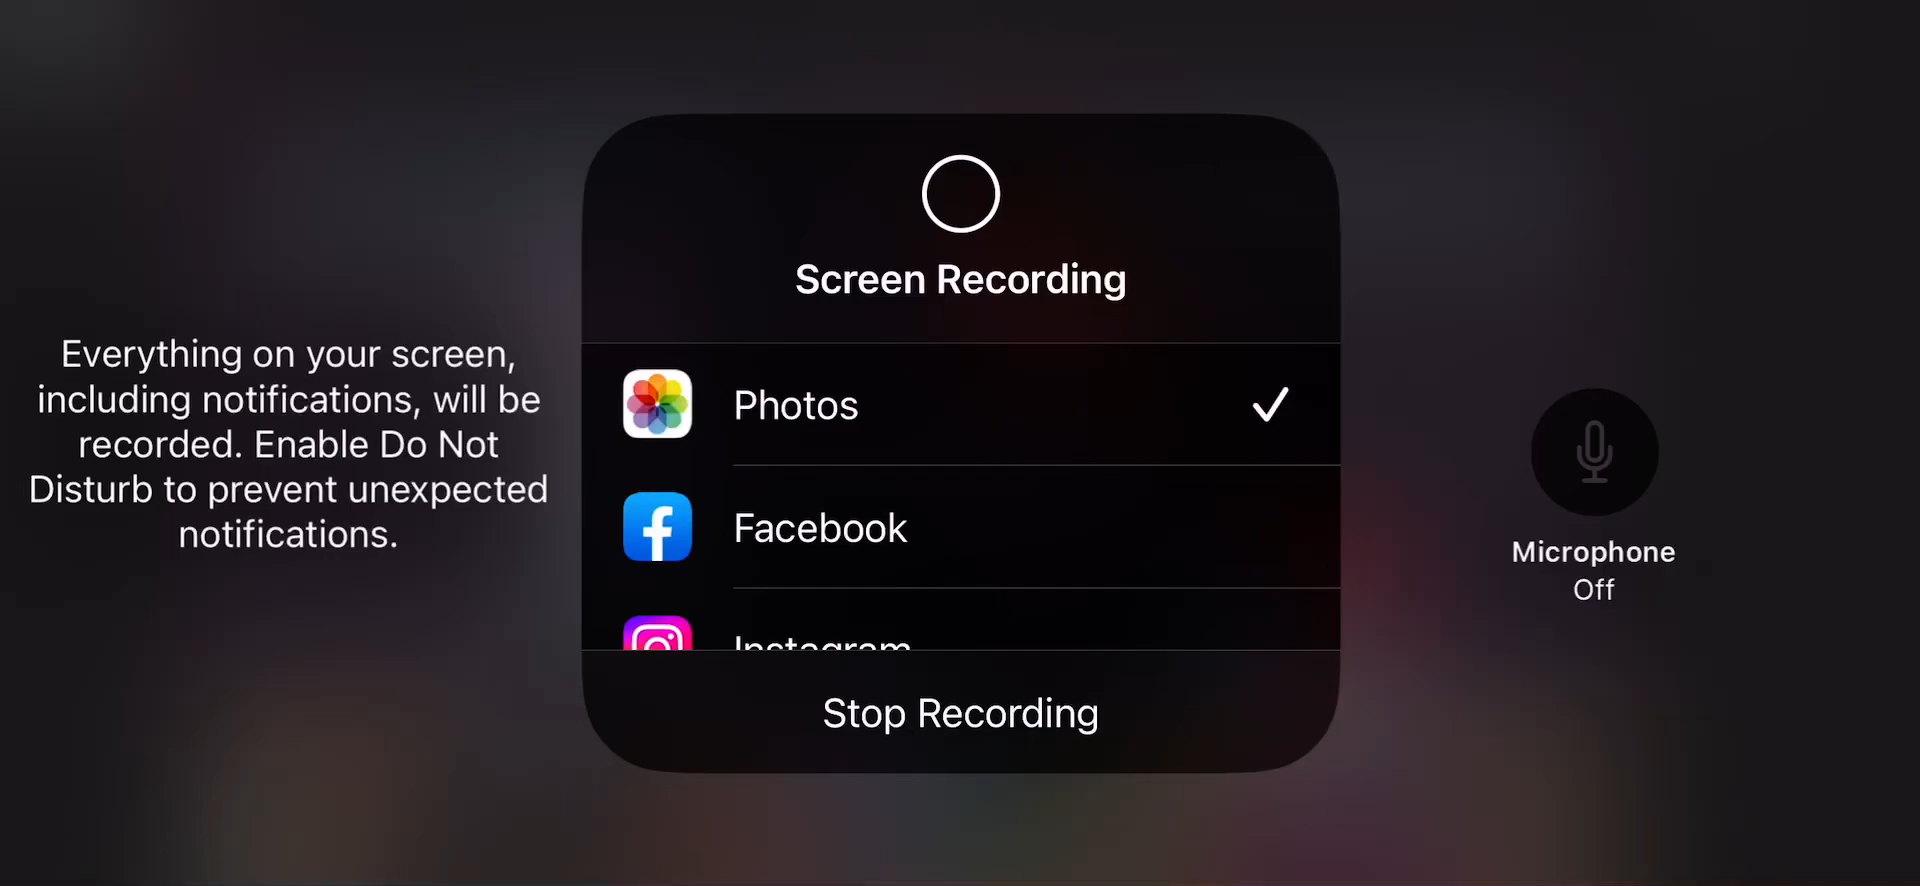 Everything on your screen,
including notifications, will be
recorded. Enable Do Not
Disturb to prevent unexpected
notifications.
Screen Recording
Photos
Facebook
Instagram
Stop Recording
Microphone
Off